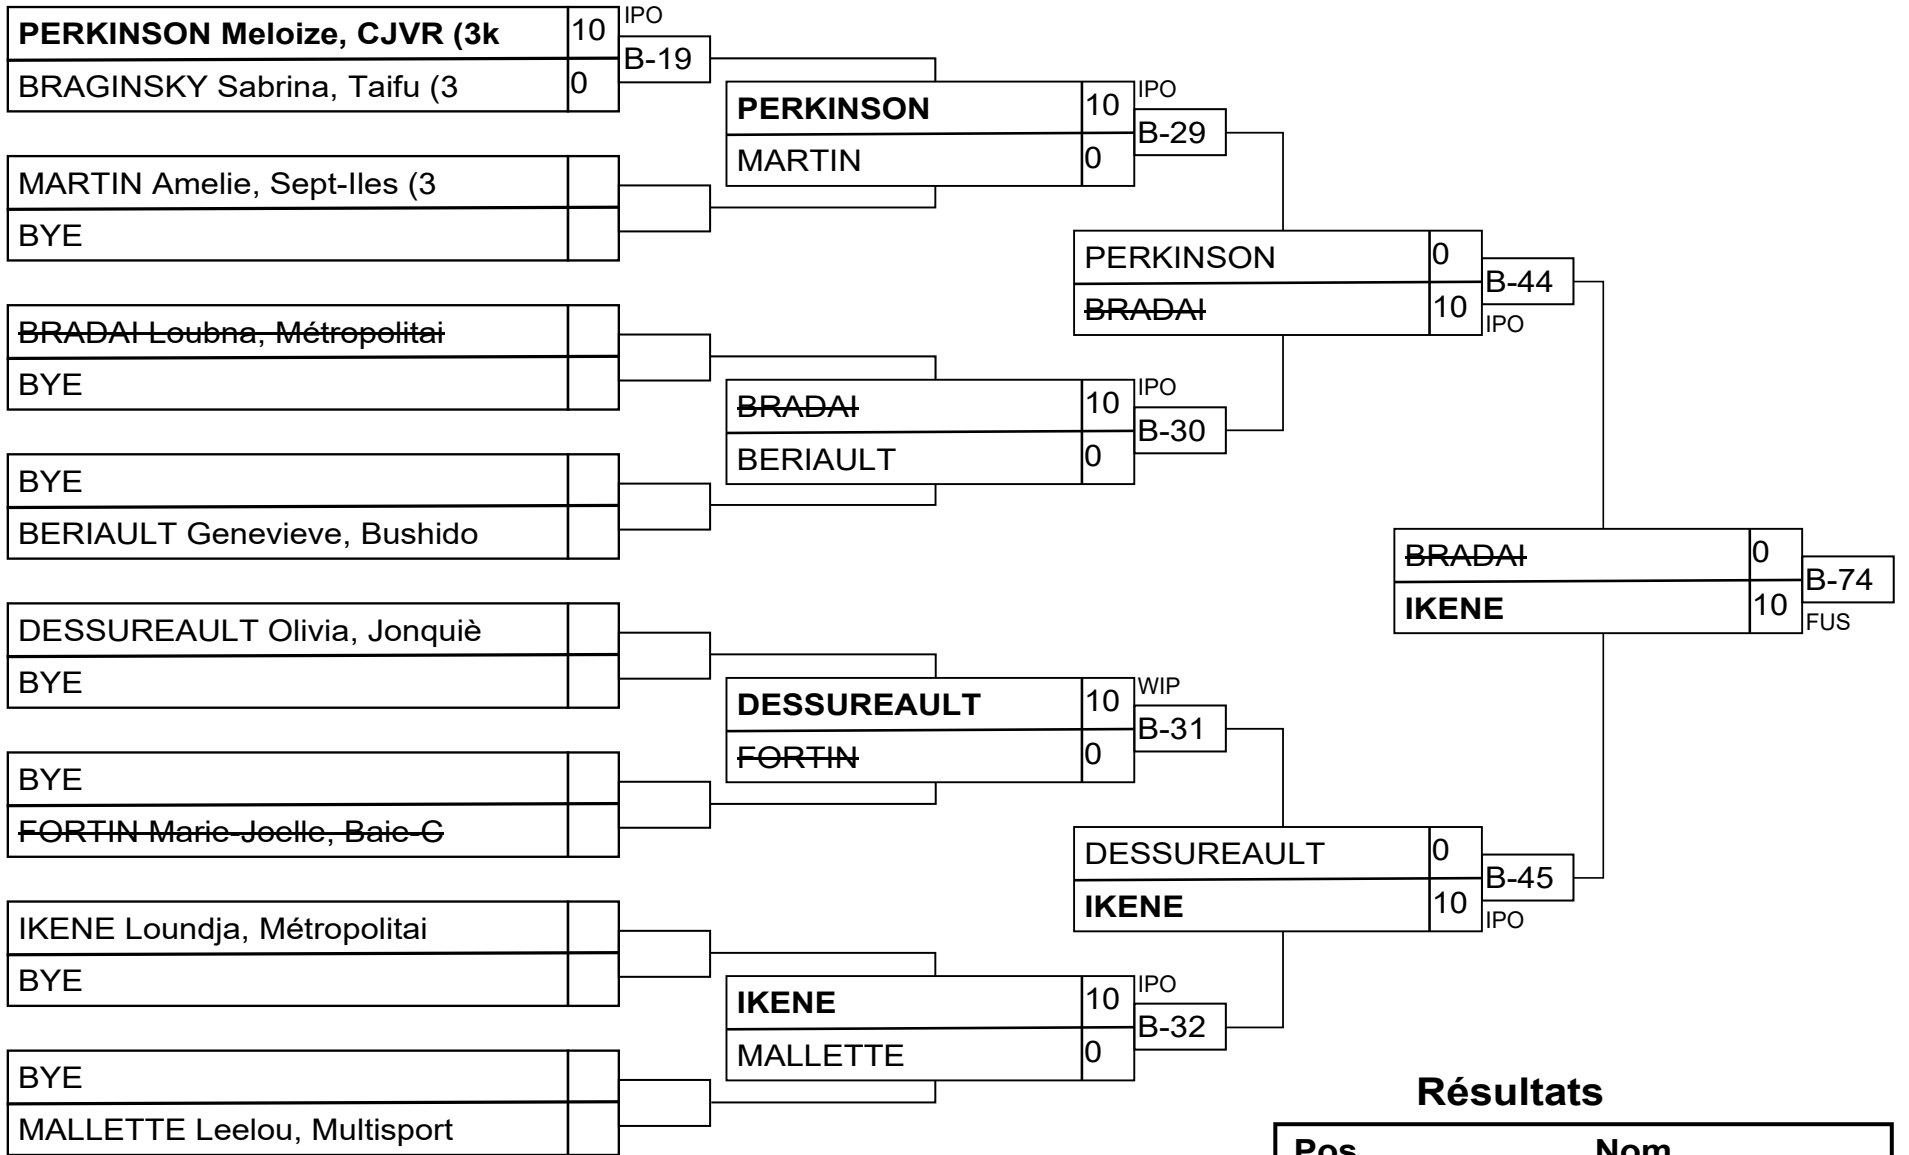 PERKINSON Meloize, CJVR (3k 10 IPO
B-19
BRAGINSKY Sabrina, Taifu (3 0
PERKINSON 10 IPO
B-29
MARTIN 0
MARTIN Amelie, Sept-Iles (3
BYE
PERKINSON 0
B-44
BRADAI 10 IPO
BRADAI Loubna, Métropolitai
BYE
BRADAI 10 IPO
B-30
BERIAULT 0
BYE
BERIAULT Genevieve, Bushido
BRADAI 0
B-74
IKENE 10 FUS
DESSUREAULT Olivia, Jonquiè
BYE
DESSUREAULT 10 WIP
B-31
FORTIN 0
BYE
FORTIN Marie-Joelle, Baie-C
DESSUREAULT 0
B-45
IKENE 10 IPO
IKENE Loundja, Métropolitai
BYE
IKENE 10 IPO
B-32
MALLETTE 0
BYE
MALLETTE Leelou, Multisport
Résultats
Pos Nom